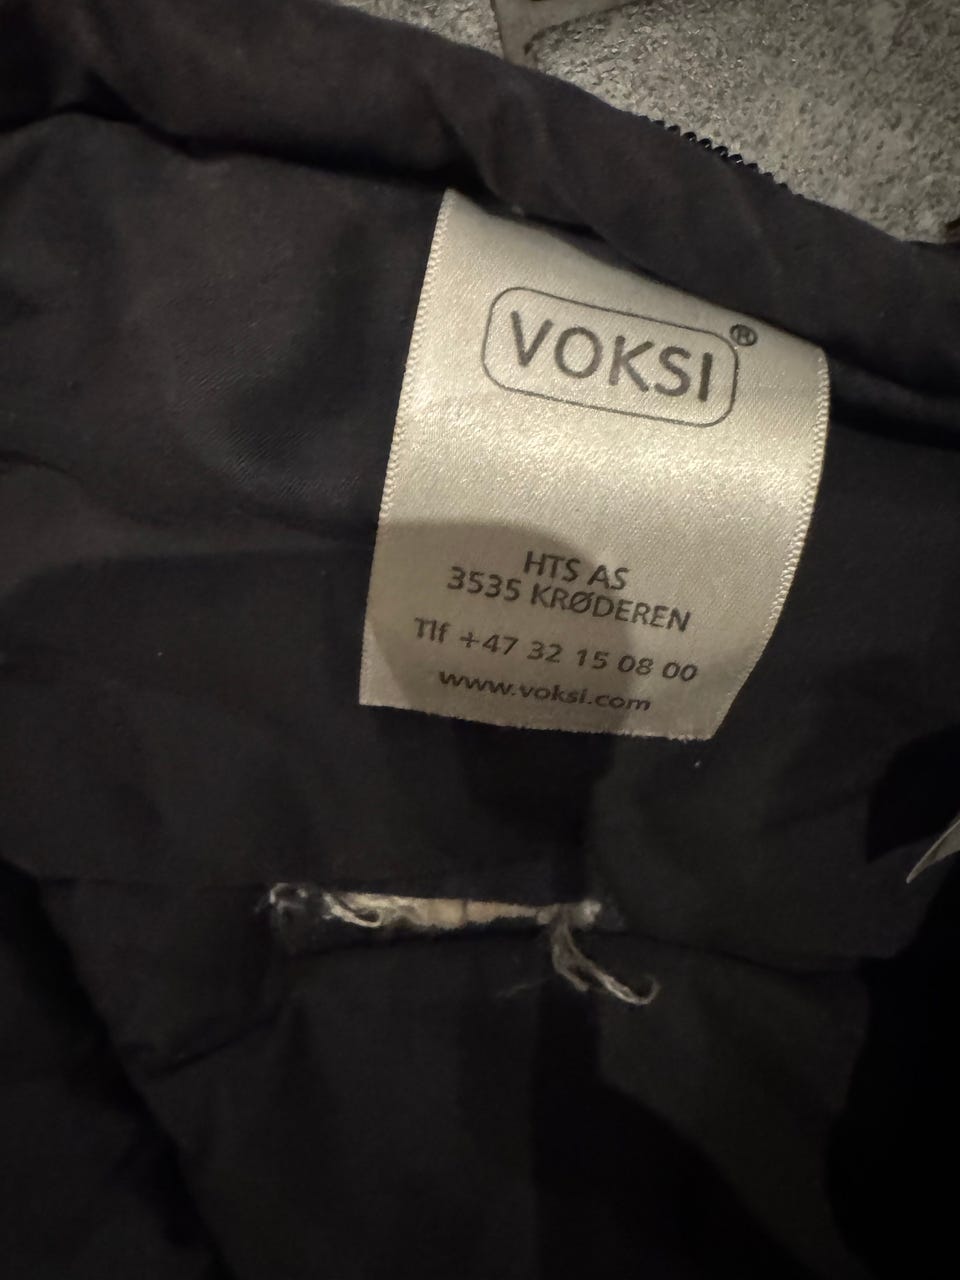 VOKSI®
HTS AS
3535 KRØDEREN
Tlf +47 32 15 08 00
www.voksi.com